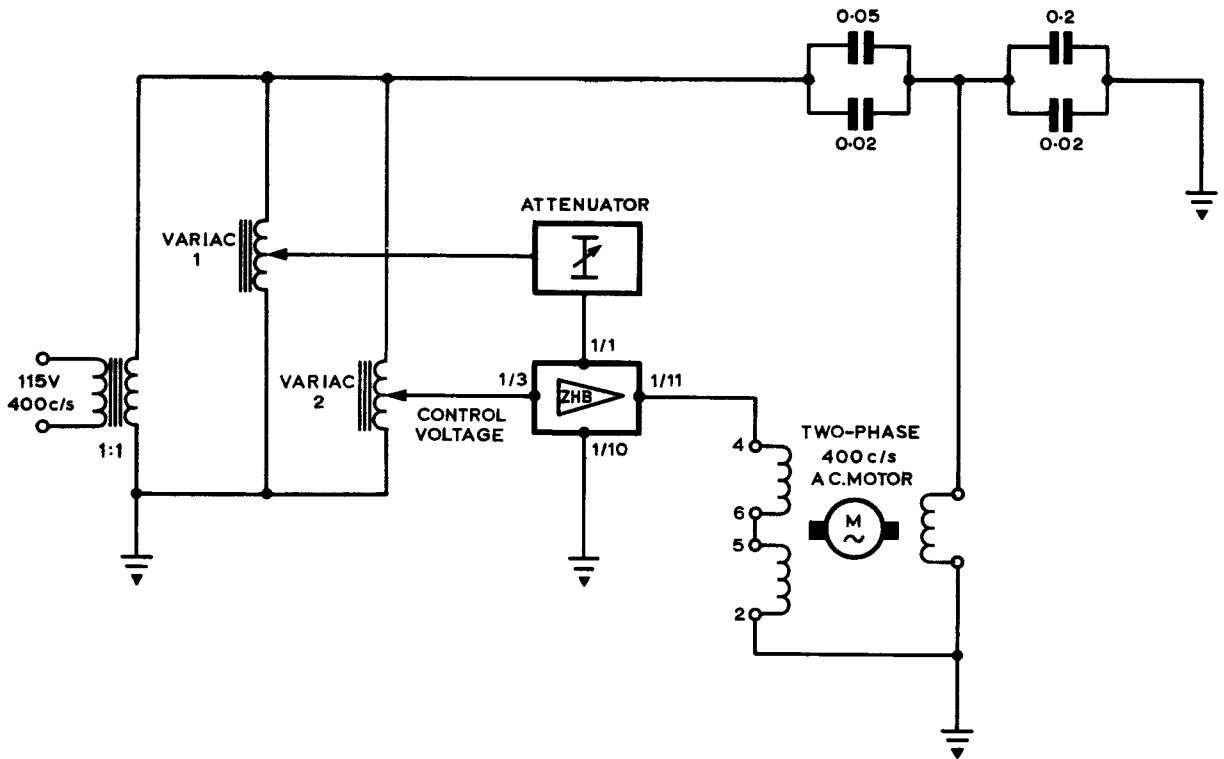 0·05
0·2
0·02
0·02
ATTENUATOR
VARIAC
1
1/1
115V
400c/s
1:1
VARIAC
2
1/3
CONTROL
VOLTAGE
ZHB
1/11
1/10
TWO-PHASE
400c/s
A.C.MOTOR
4
6
5
2
M